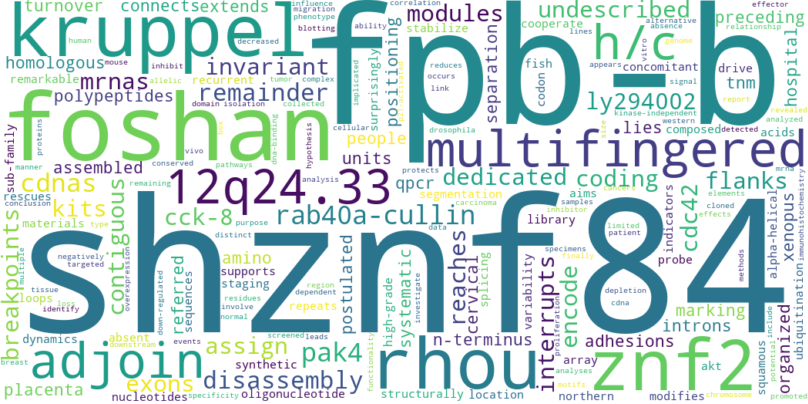 turnover connects extends
kruppel
fpb_b
modules
undescribed
h/c
preceding
homologous
invariant
remarkable
mrnas
recurrent
remainder
polypeptides
foshan
positioning
surprisingly
stabilize
separation
cooperate
concomitant
drive
tnm
hospital
fish
codon
ly294002
lies
composed
acids
multifingered
people
units
qpcr
segmentation
dedicated
coding
flanks
sub-family
rescues
assembled
cdnas
kits
materials
contiguous
12q24.33
cck-8
rab40a-cullin
aims
library
cdc42
indicators
probe
xenopus
alpha-helical
ubiquitination
immunohistochemistry
breakpoints
shznf84
referred
sequences
amino
supports
staging
repeats
postulated
high-grade
systematic
reaches
cervical
splicing
variability
interrupts
encode
marking
introns
organized
squamous
loops
dynamics
absent
adjoin
assign
pak4
exons
disassembly
placenta
nucleotides
synthetic
oligonucleotide
rhou
n-terminus
structurally
location
functionality
adhesions
array
akt
znf2
northern
modifies
chromosome
promoted
influence
migration
phenotype
blotting
correlation
ability
human
decreased
mouse
inhibit
allelic
tumor
complex
implicated
reduces
occurs
link
drosophila
alternative
absence
relationship
effector
vitro
genome
appears
signal
kinase-independent
report
revealed
western
analyzed
detected
domain isolation
collected
cellular
proteins
vivo
conserved
dna-binding
hypothesis
manner
pathways
protects
conclusion
remaining
analysis
carcinoma
inhibitor
samples
limited
patient
cloned
effects
elements
specimens
finally
data
purpose
distinct
residues
involve
normal
region
dependent
investigate
proliferation
depletion
cdna
methods
include
potential
type
negatively
targeted
overexpression
down-regulated
multiple
tissue
identify
loss
downstream
events
breast
specificity
screened
leads
analyses
motifs